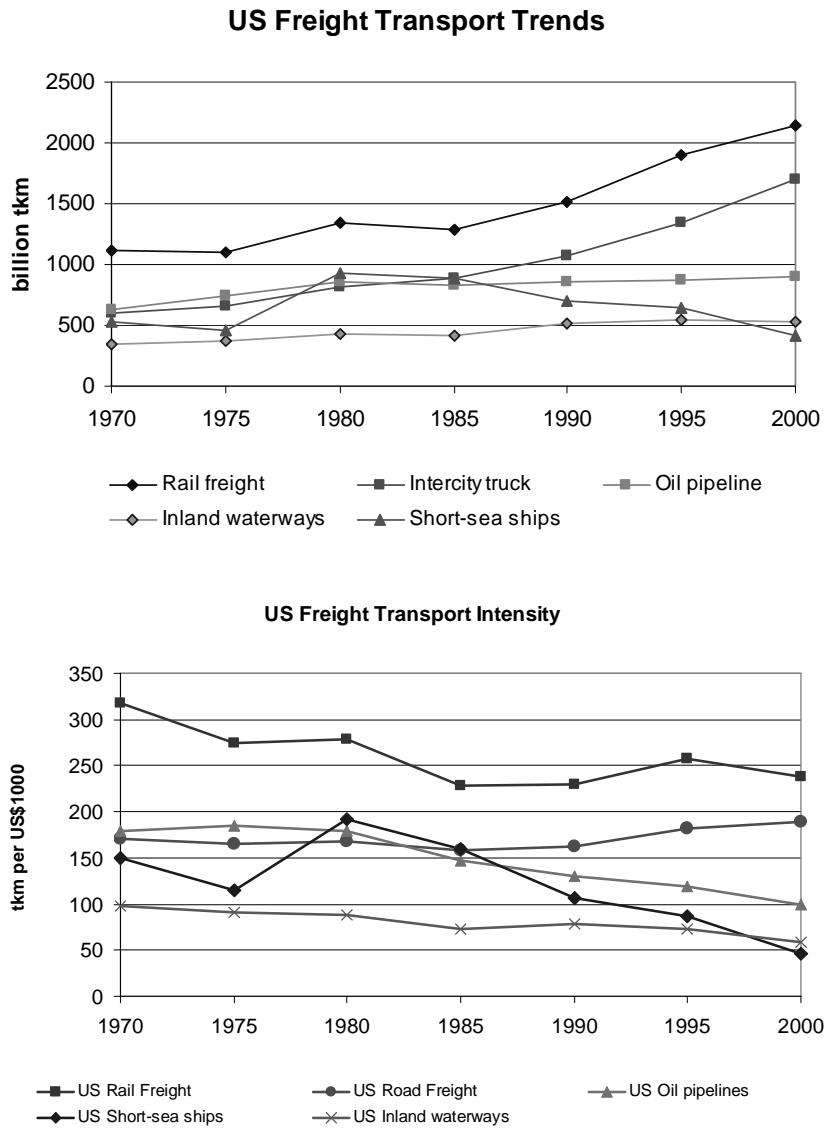 US Freight Transport Trends
2500
2000
1500
1000
500
0
billion tkm
1970 1975 1980 1985 1990 1995 2000
Rail freight Intercity truck Oil pipeline
Inland waterways Short-sea ships
US Freight Transport Intensity
350
300
250
200
150
100
50
0
tkm per US$1000
1970 1975 1980 1985 1990 1995 2000
US Rail Freight US Road Freight US Oil pipelines
US Short-sea ships US Inland waterways